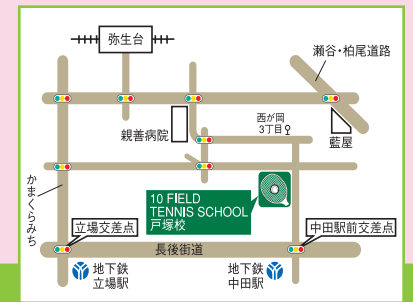 弥生台
瀬谷・柏尾道路
親善病院
西が岡
3丁目
藍屋
かまくらみち
10 FIELD
TENNIS SCHOOL
戸塚校
立場交差点
中田駅前交差点
長後街道
地下鉄
立場駅
地下鉄
中田駅